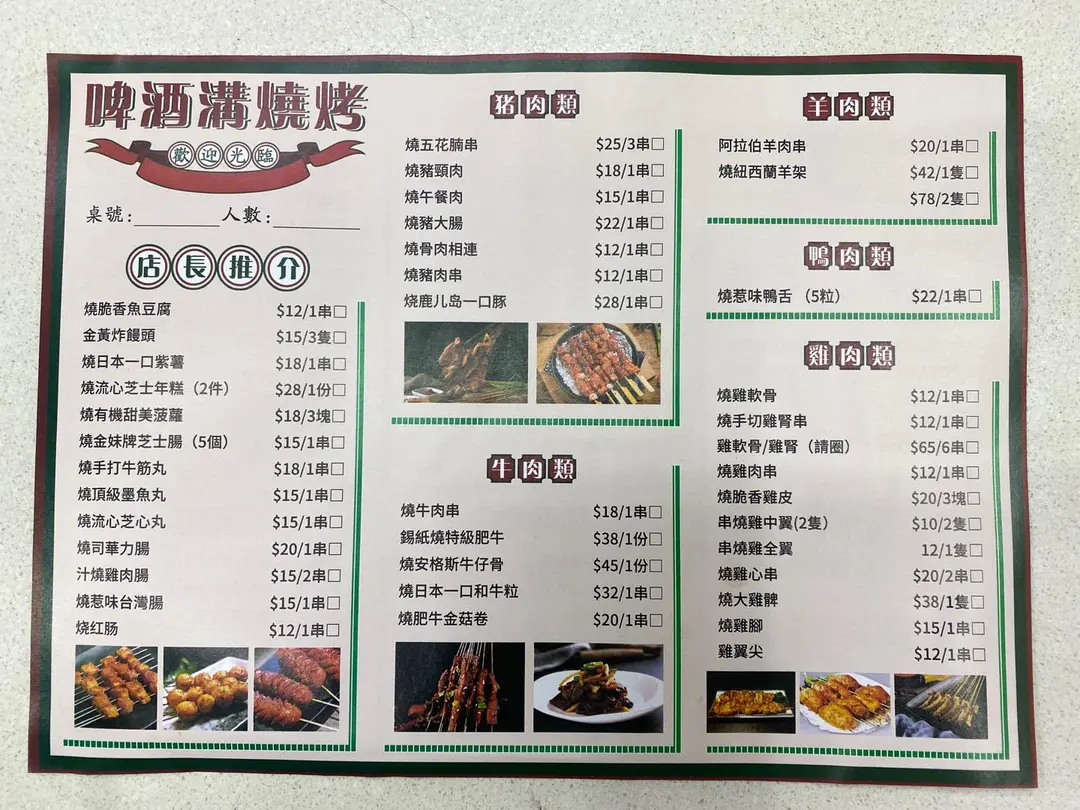 啤酒溝燒烤
歡迎光臨
桌號：________人數：________
店長推介
燒脆香魚豆腐 $12/1串□
金黃炸饅頭 $15/3隻□
燒日本一口紫薯 $18/1串□
燒流心芝士年糕（2件） $28/1份□
燒有機甜美菠蘿 $18/3塊□
燒金妹牌芝士腸（5個） $15/1串□
燒手打牛筋丸 $18/1串□
燒頂級墨魚丸 $15/1串□
燒流心芝心丸 $15/1串□
燒司華力腸 $20/1串□
汁燒雞肉腸 $15/2串□
燒惹味台灣腸 $15/1串□
烧红肠 $12/1串□
猪肉類
燒五花腩串 $25/3串□
燒豬頸肉 $18/1串□
燒午餐肉 $15/1串□
燒豬大腸 $22/1串□
燒骨肉相連 $12/1串□
燒豬肉串 $12/1串□
烧鹿儿岛一口豚 $28/1串□
牛肉類
燒牛肉串 $18/1串□
錫紙燒特級肥牛 $38/1份□
燒安格斯牛仔骨 $45/1份□
燒日本一口和牛粒 $32/1串□
燒肥牛金菇卷 $20/1串□
羊肉類
阿拉伯羊肉串 $20/1串□
燒紐西蘭羊架 $42/1隻□
$78/2隻□
鴨肉類
燒惹味鴨舌（5粒） $22/1串□
雞肉類
燒雞軟骨 $12/1串□
燒手切雞腎串 $12/1串□
雞軟骨/雞腎（請圈） $65/6串□
燒雞肉串 $12/1串□
燒脆香雞皮 $20/3塊□
串燒雞中翼(2隻） $10/2隻□
串燒雞全翼 12/1隻□
燒雞心串 $20/2串□
燒大雞髀 $38/1隻□
燒雞腳 $15/1串□
雞翼尖 $12/1串□